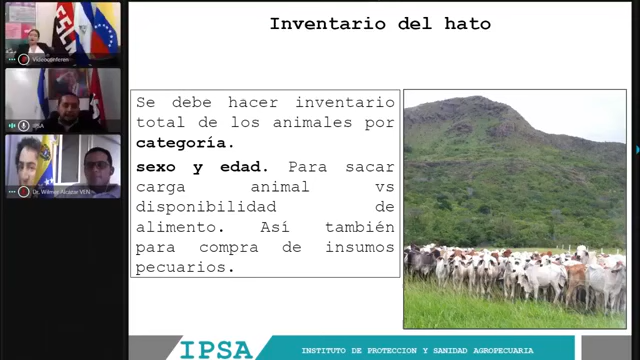 Inventario del hato
Videoconferen
IPSA
Dr. Wilmer Alcázar VEN
Se debe hacer inventario
total de los animales por
categoría.
sexo y edad. Para sacar
carga animal vs
disponibilidad de
alimento. Así también
para compra de insumos
pecuarios.
IPSA
INSTITUTO DE PROTECCION Y SANIDAD AGROPECUARIA